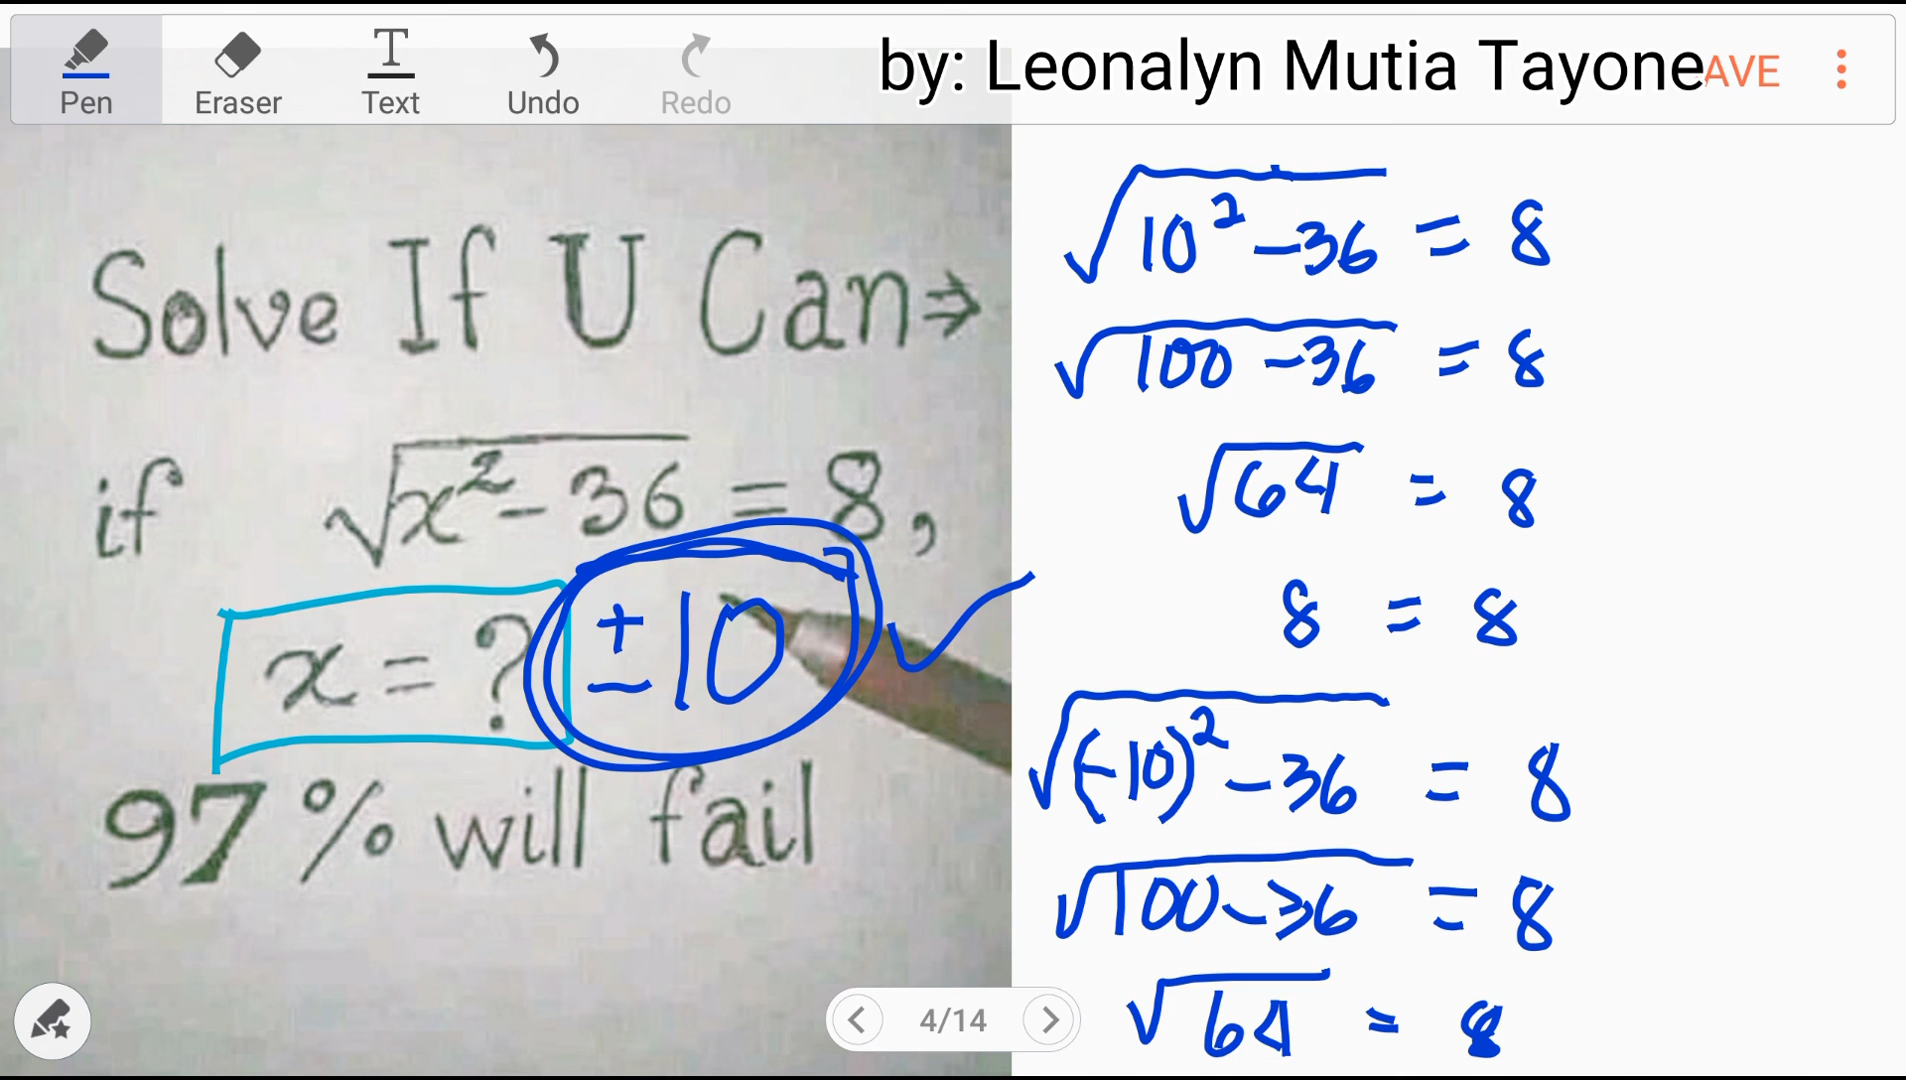 Pen Eraser Text Undo Redo by: Leonalyn Mutia Tayone AVE
Solve If U Can⇒
if √x²-36 = 8,
x = ? ±10
97% will fail
√10²-36 = 8
√100-36 = 8
√64 = 8
8 = 8
√(-10)²-36 = 8
√100-36 = 8
√64 = 8
4/14